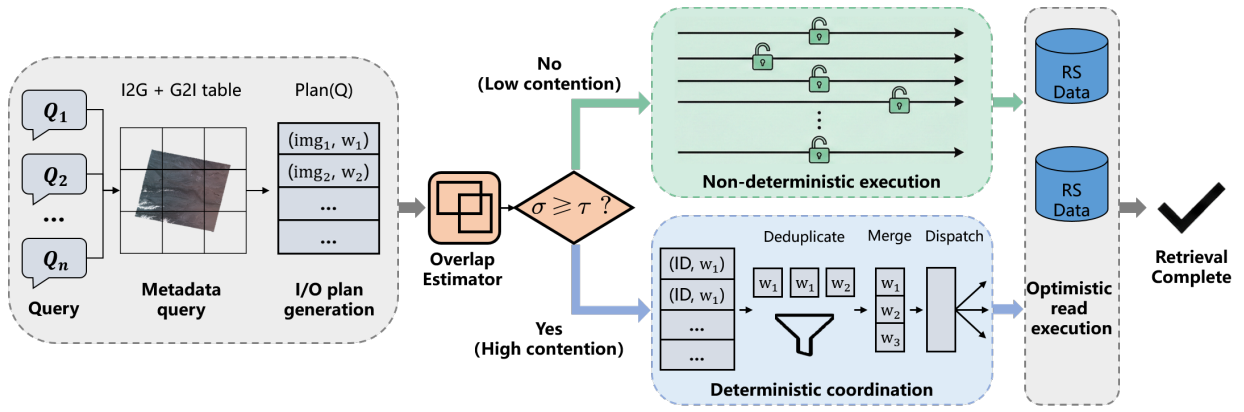 Q1
Q2
...
Qn
Query
I2G + G2I table
Metadata
query
Plan(Q)
(img1, w1)
(img2, w2)
...
...
I/O plan
generation
Overlap
Estimator
σ ≥ τ ?
No
(Low contention)
Yes
(High contention)
...
Non-deterministic execution
Deduplicate
Merge
Dispatch
(ID, w1)
(ID, w1)
...
...
w1
w1
w2
w1
w2
w3
Deterministic coordination
RS
Data
RS
Data
Optimistic
read
execution
Retrieval
Complete